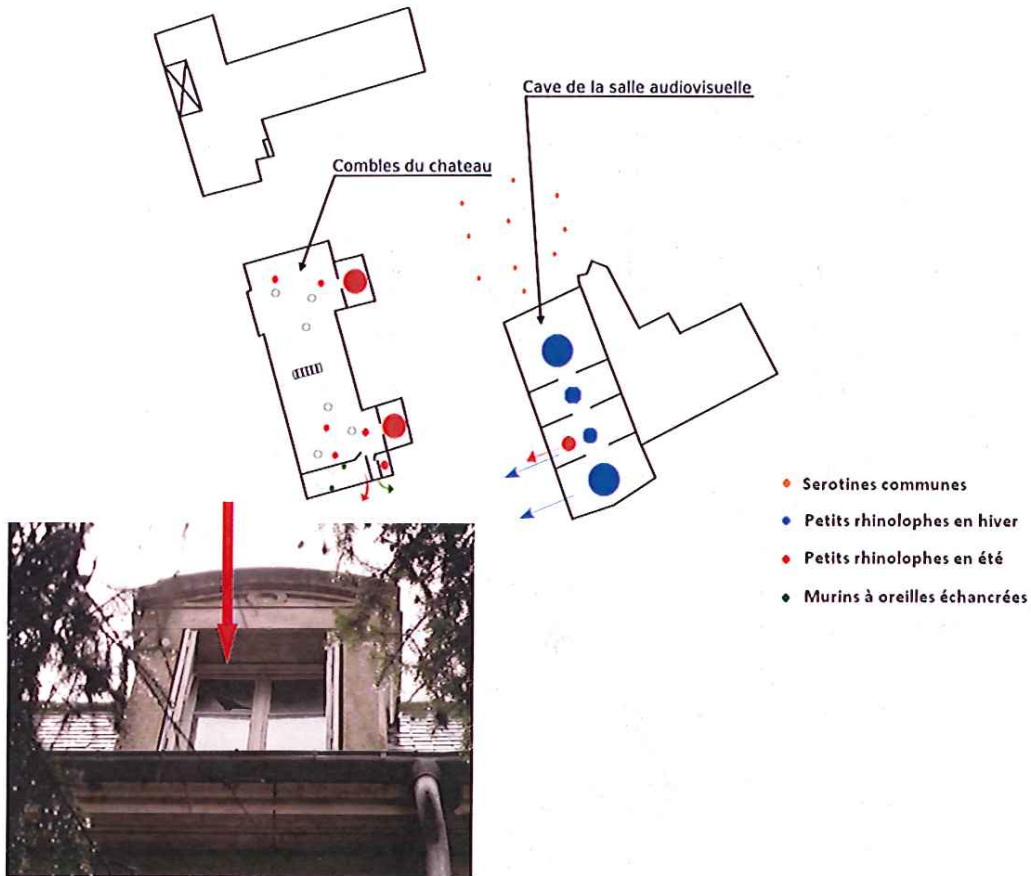 Cave de la salle audiovisuelle
Combles du chateau
Serotines communes
Petits rhinolophes en hiver
Petits rhinolophes en été
Murins à oreilles échancrées